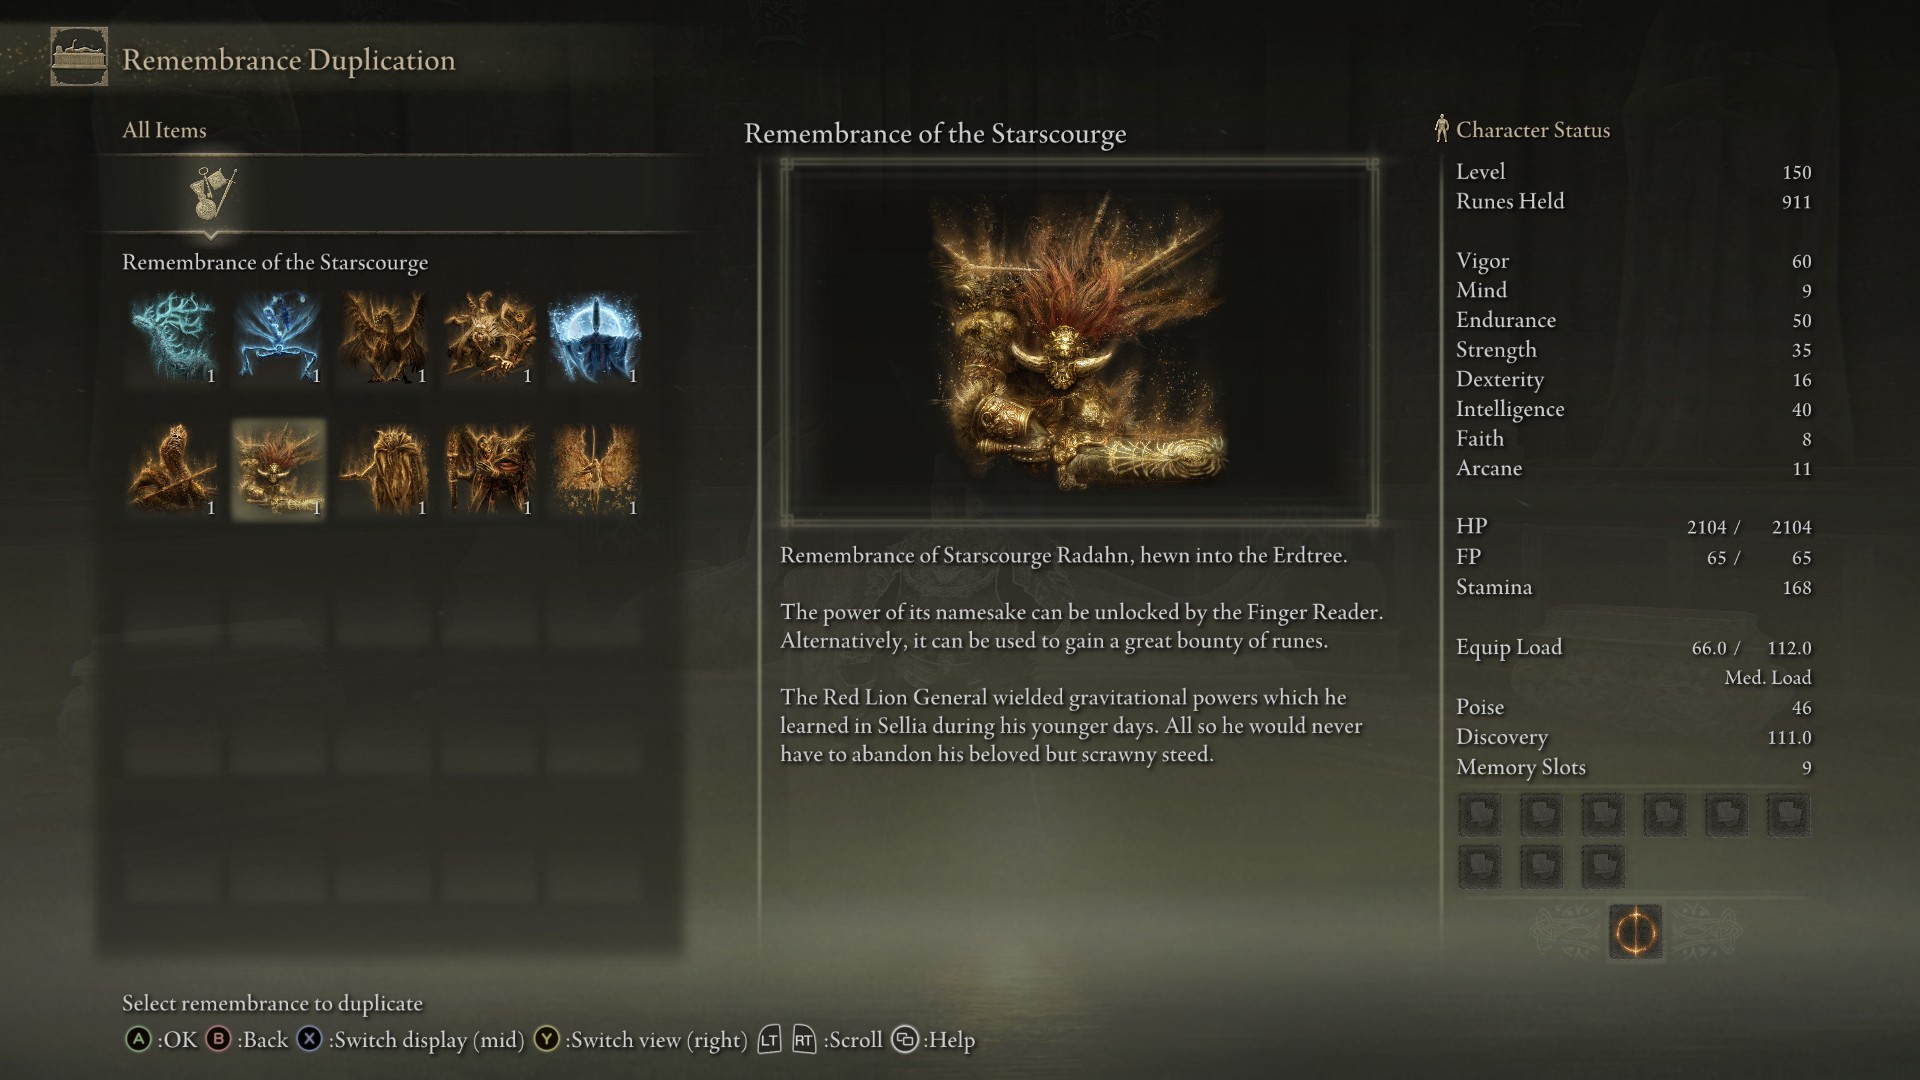 Remembrance Duplication
All Items
Remembrance of the Starscourge
1 1 1 1 1
1 1 1 1 1
Remembrance of the Starscourge
Remembrance of Starscourge Radahn, hewn into the Erdtree.
The power of its namesake can be unlocked by the Finger Reader.
Alternatively, it can be used to gain a great bounty of runes.
The Red Lion General wielded gravitational powers which he
learned in Sellia during his younger days. All so he would never
have to abandon his beloved but scrawny steed.
Character Status
Level 150
Runes Held 911
Vigor 60
Mind 9
Endurance 50
Strength 35
Dexterity 16
Intelligence 40
Faith 8
Arcane 11
HP 2104 / 2104
FP 65 / 65
Stamina 168
Equip Load 66.0 / 112.0
Med. Load
Poise 46
Discovery 111.0
Memory Slots 9
Select remembrance to duplicate
A :OK B :Back X :Switch display (mid) Y :Switch view (right) LT RT :Scroll :Help